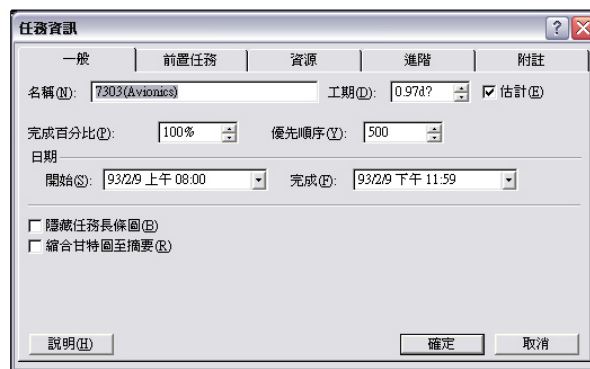 任務資訊
一般 前置任務 資源 進階 附註
名稱(N): 7303(Avionics) 工期(D): 0.97d? 估計(E)
完成百分比(P): 100% 優先順序(Y): 500
日期
開始(S): 93/2/9 上午 08:00 完成(F): 93/2/9 下午 11:59
隱藏任務長條圖(B)
縮合甘特圖至摘要(R)
說明(H) 確定 取消